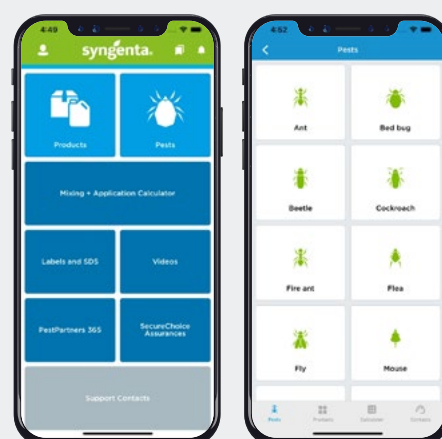 4:49
syngenta.
Products
Pests
Mixing + Application Calculator
Labels and SDS
Videos
PestPartners 365
SecureChoice
Assurances
Support Contacts
4:52
Pests
Ant
Bed bug
Beetle
Cockroach
Fire ant
Flea
Fly
Mouse
Pests
Products
Calculator
Contacts